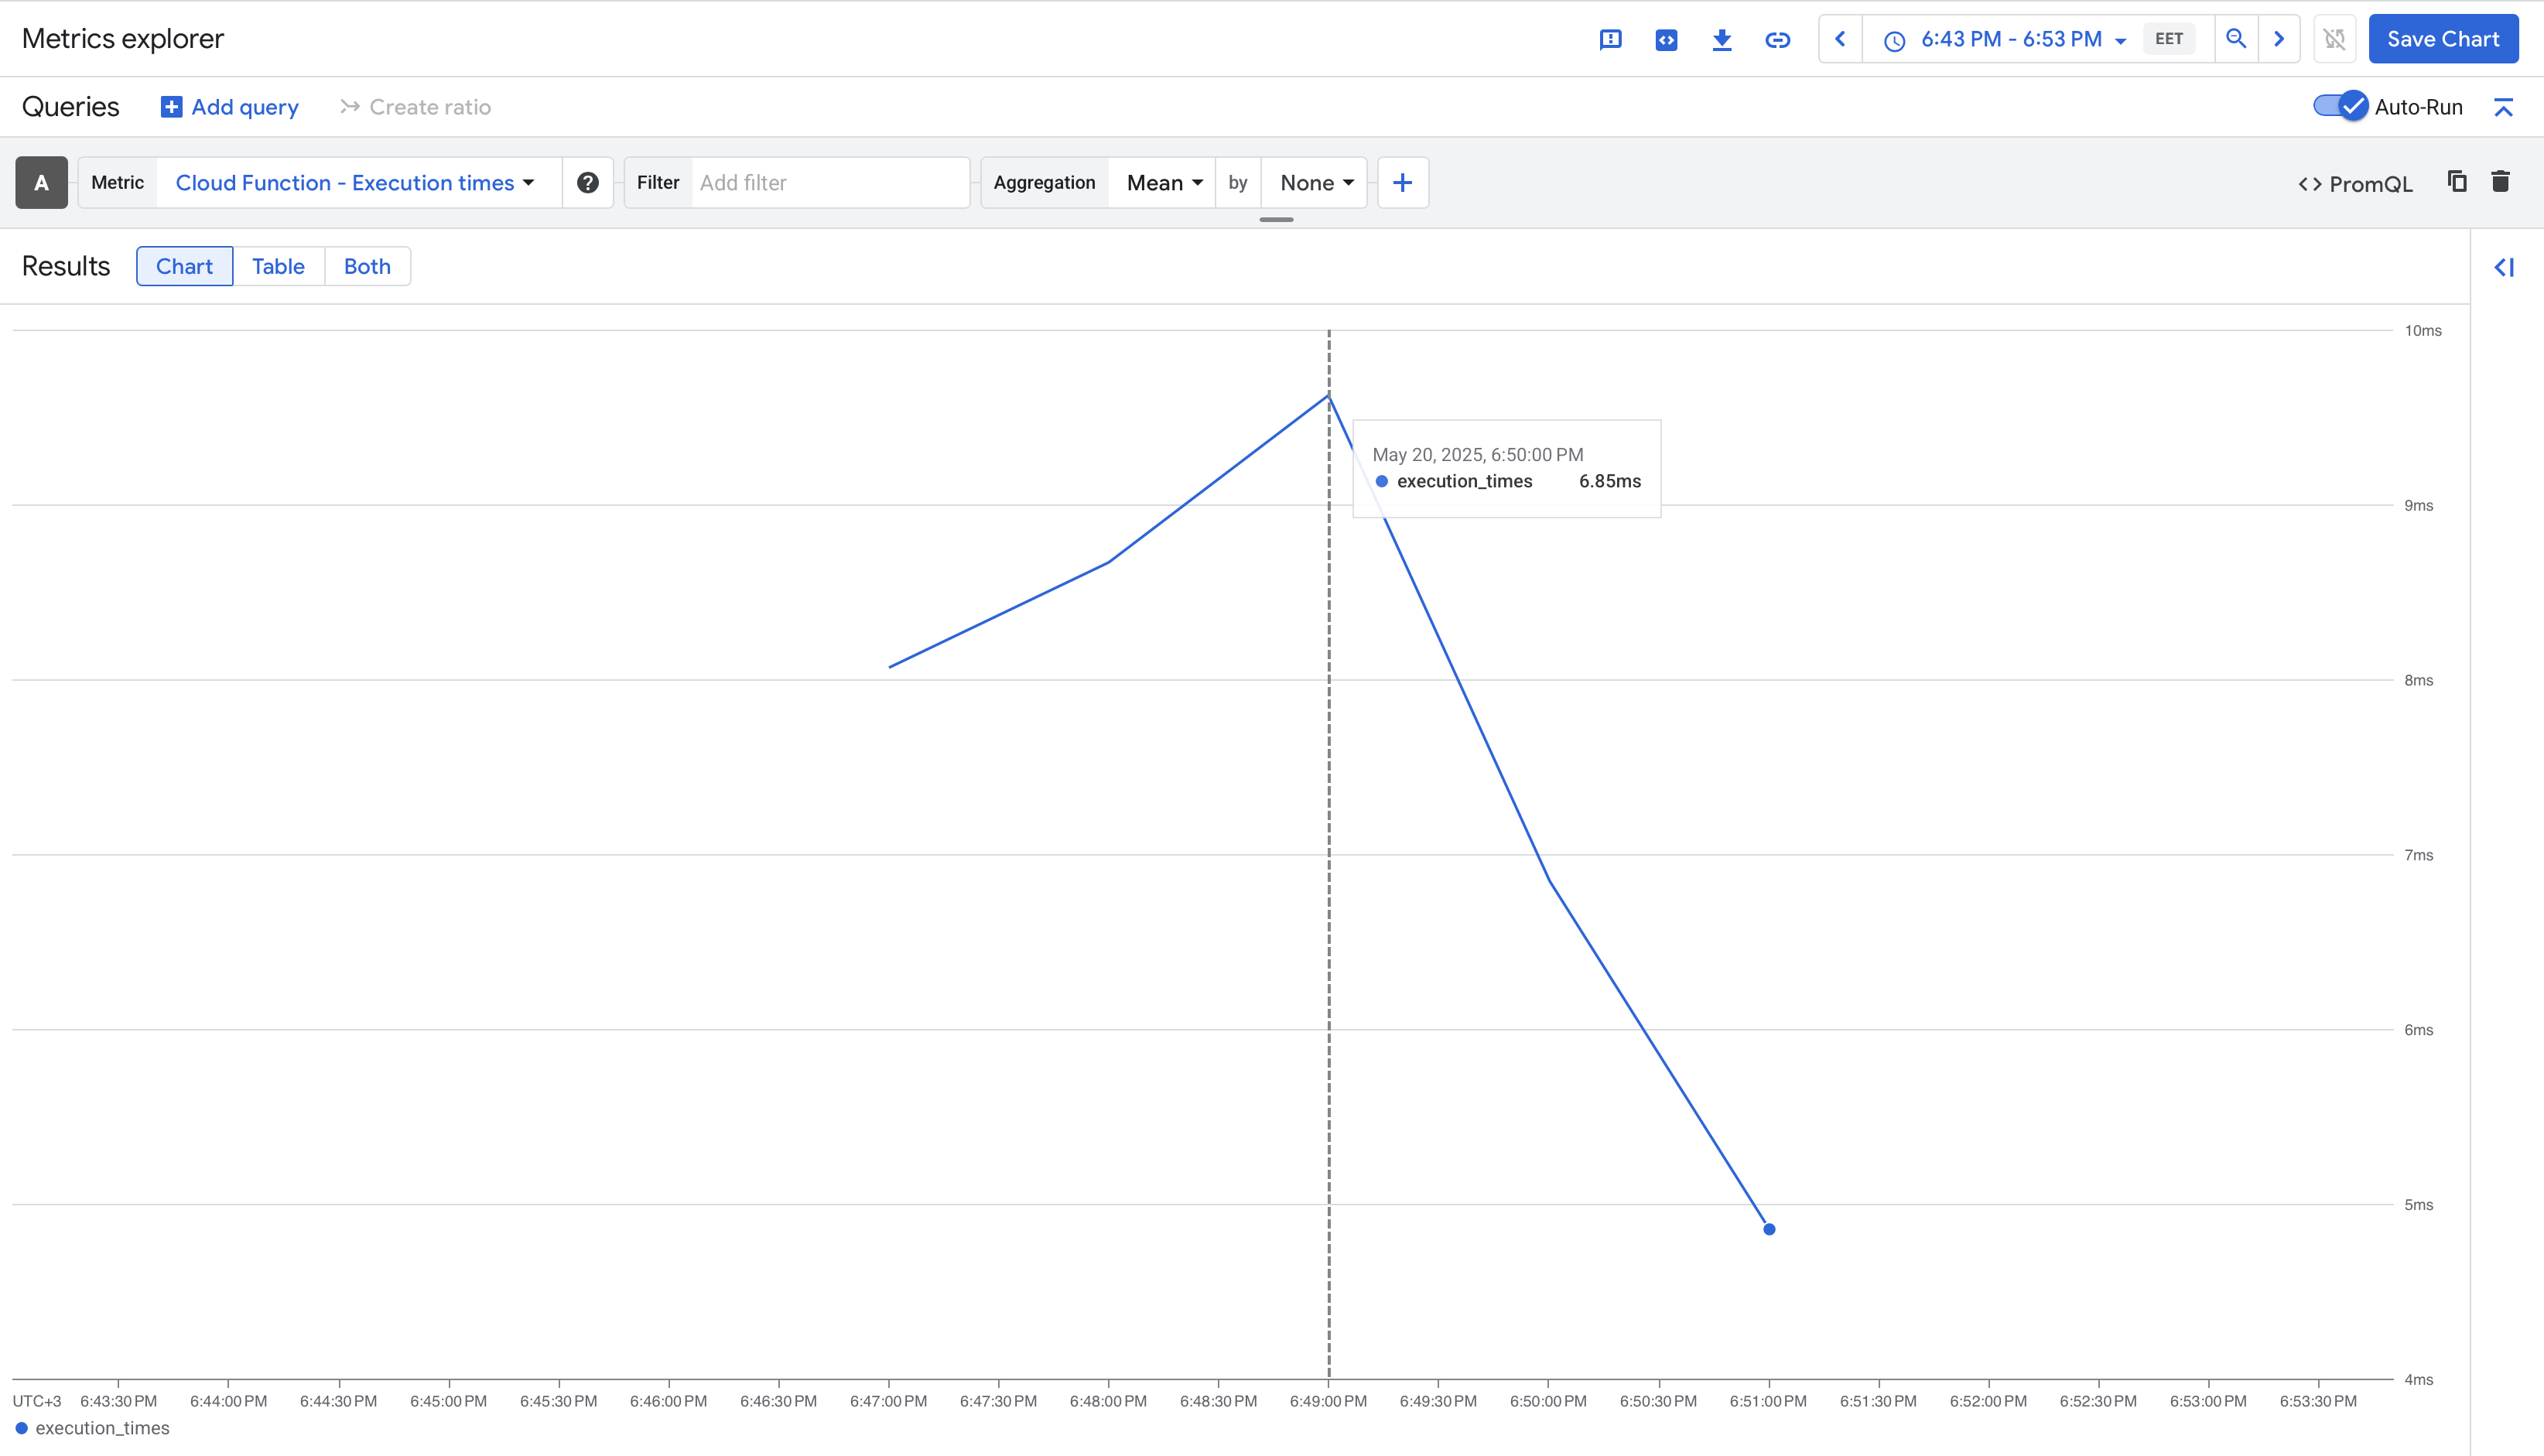 Metrics explorer
6:43 PM - 6:53 PM EET
Save Chart
Queries Add query Create ratio
Auto-Run
A Metric Cloud Function - Execution times Filter Add filter Aggregation Mean by None
<> PromQL
Results Chart Table Both
10ms
May 20, 2025, 6:50:00 PM
execution_times 6.85ms
9ms
8ms
7ms
6ms
5ms
4ms
UTC+3 6:43:30 PM 6:44:00 PM 6:44:30 PM 6:45:00 PM 6:45:30 PM 6:46:00 PM 6:46:30 PM 6:47:00 PM 6:47:30 PM 6:48:00 PM 6:48:30 PM 6:49:00 PM 6:49:30 PM 6:50:00 PM 6:50:30 PM 6:51:00 PM 6:51:30 PM 6:52:00 PM 6:52:30 PM 6:53:00 PM 6:53:30 PM
execution_times